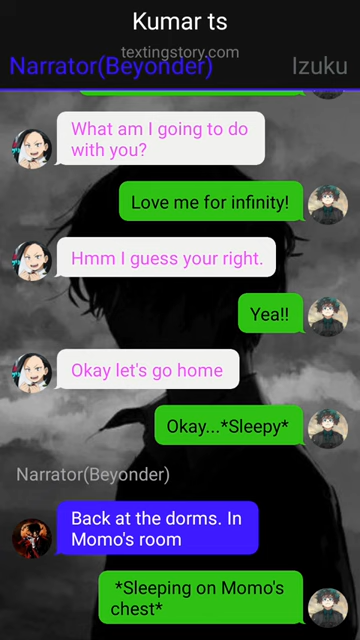 Kumar ts
textingstory.com
Narrator(Beyonder)
Izuku
What am I going to do
with you?
Love me for infinity!
Hmm I guess your right.
Yea!!
Okay let's go home
Okay...*Sleepy*
Narrator(Beyonder)
Back at the dorms. In
Momo's room
*Sleeping on Momo's
chest*